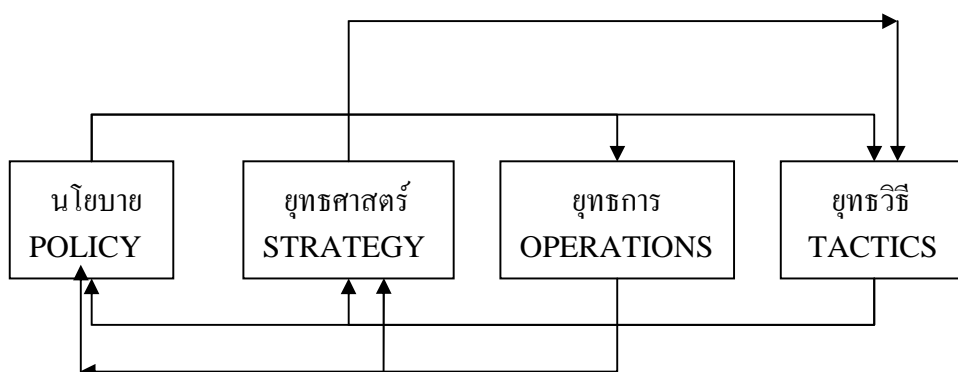 นโยบาย
POLICY
ยุทธศาสตร์
STRATEGY
ยุทธการ
OPERATIONS
ยุทธวิธี
TACTICS